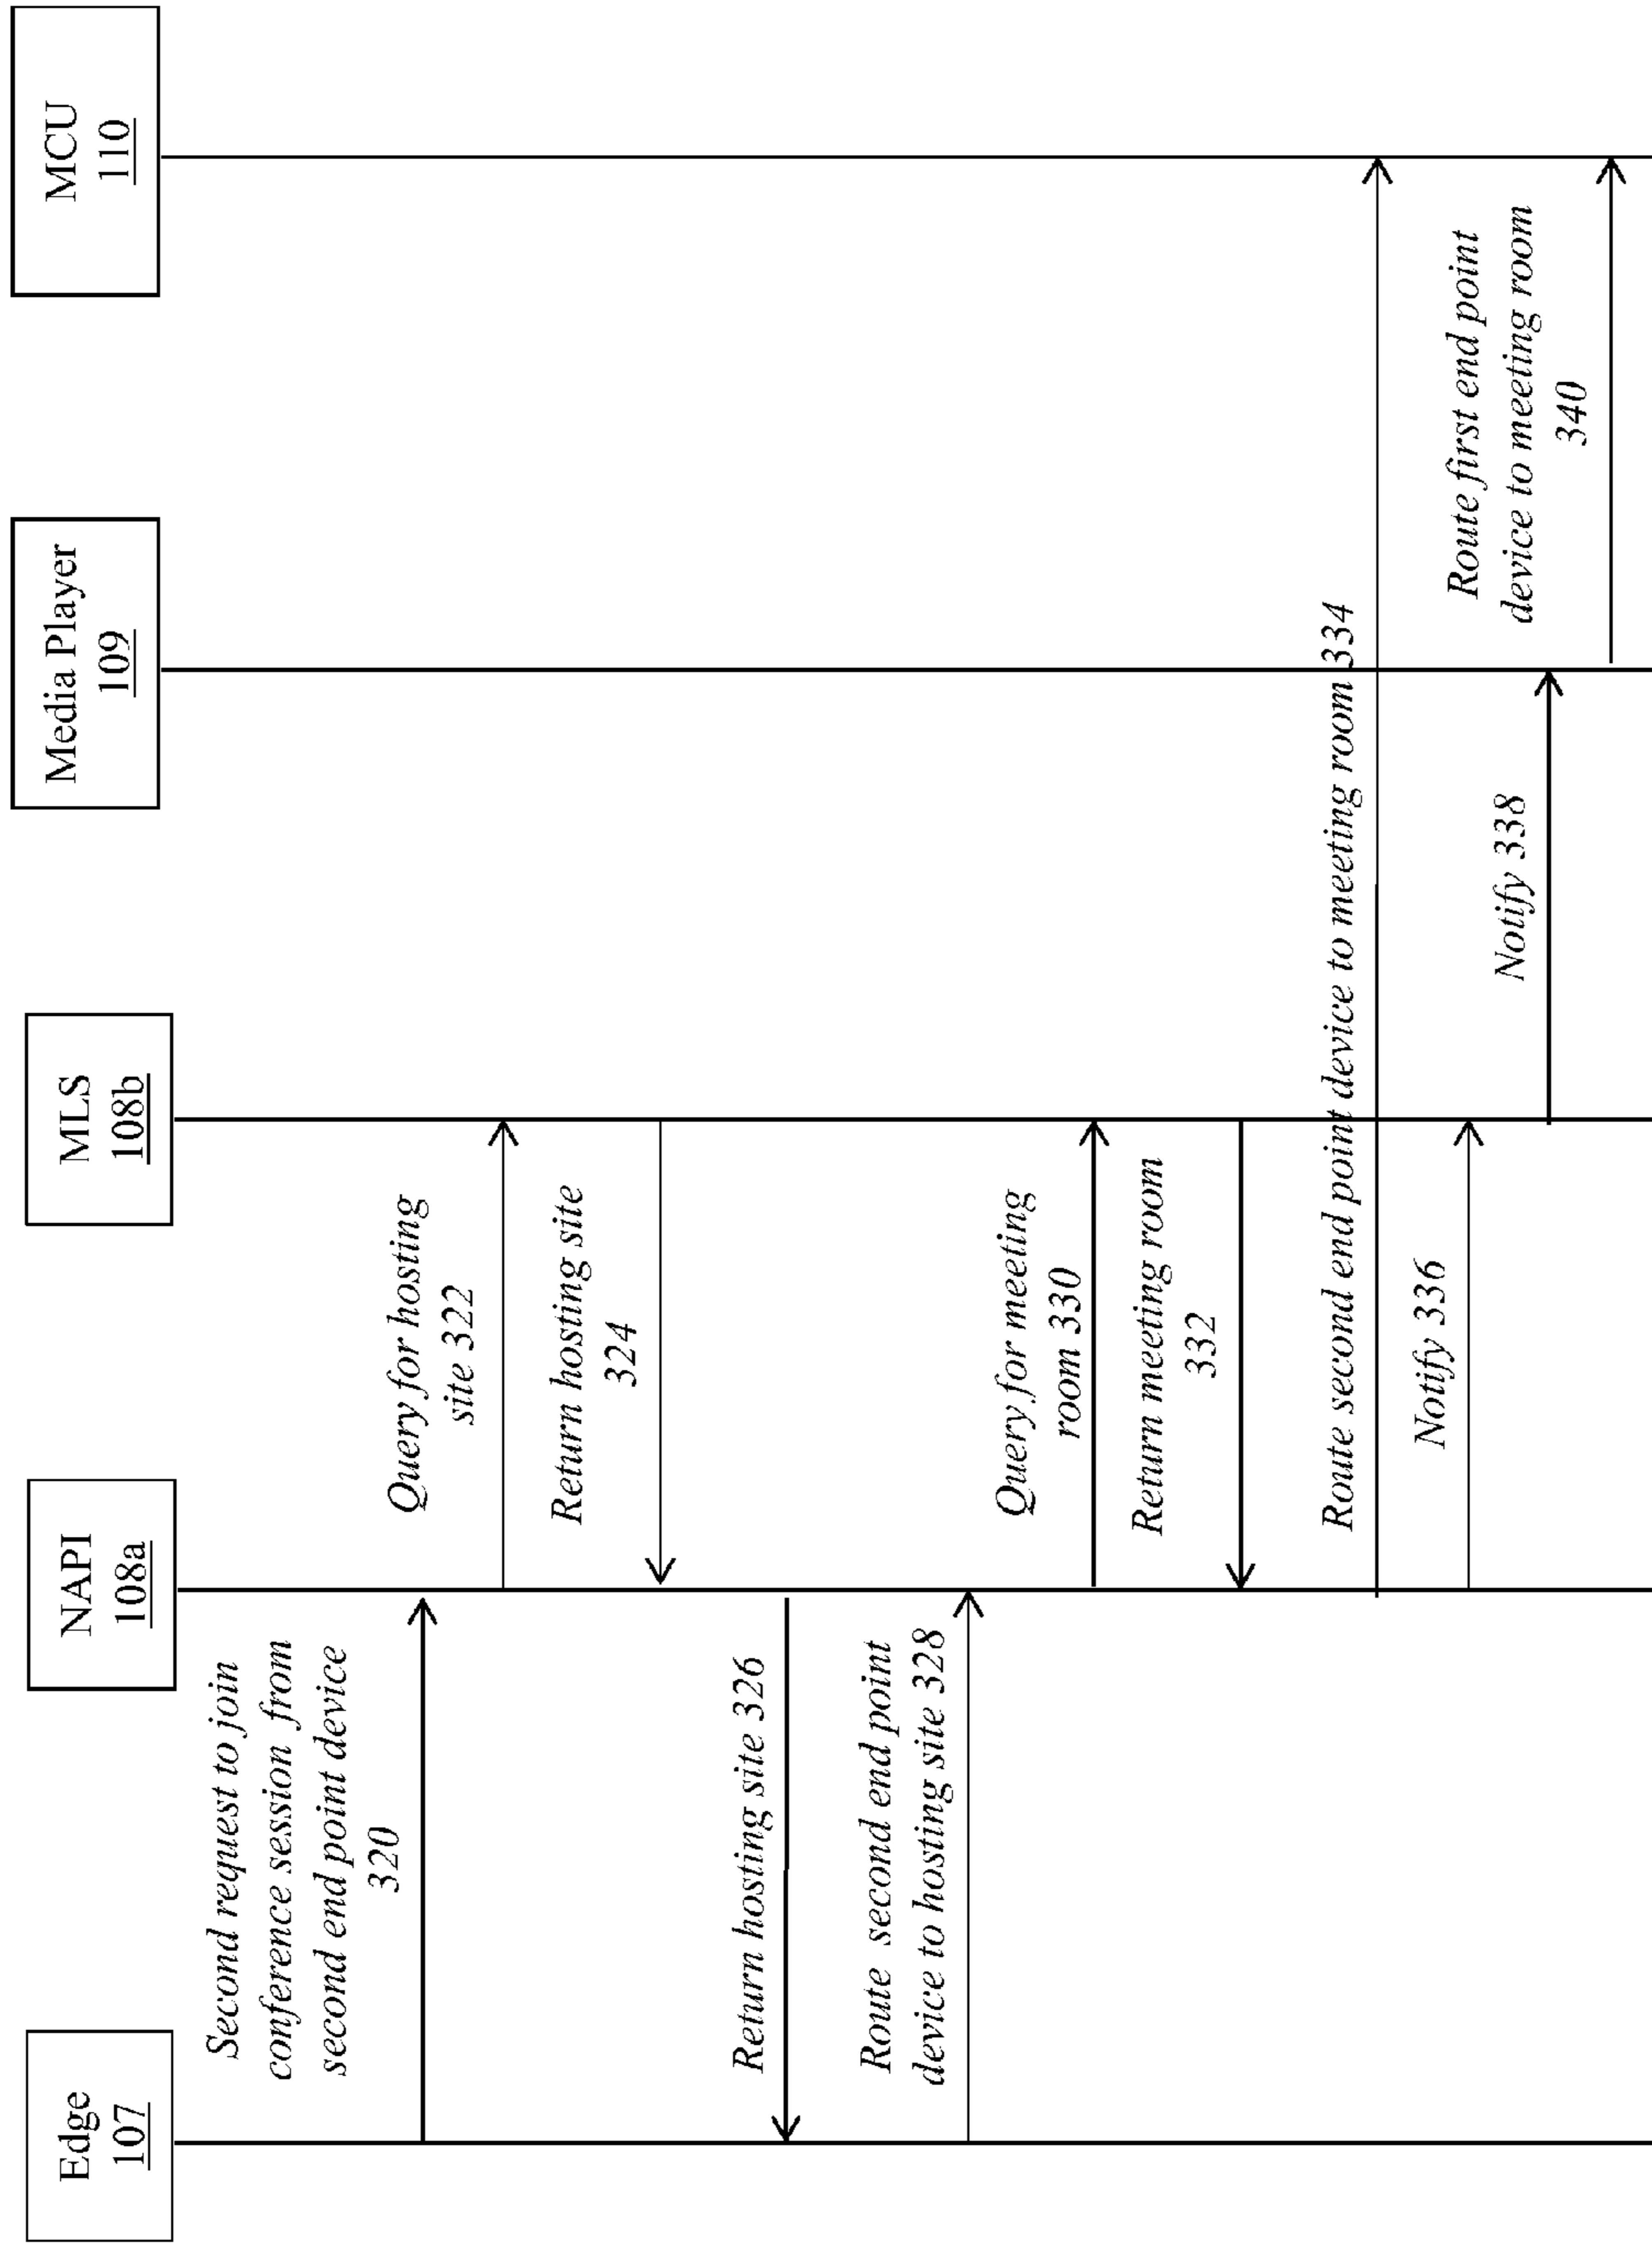 Edge
107
NAPI
108a
MLS
108b
Media Player
109
MCU
110
Second request to join
conference session from
second end point device
320
Query for hosting
site 322
Return hosting site
324
Return hosting site 326
Route second end point
device to hosting site 328
Query for meeting
room 330
Return meeting room
332
Route second end point device to meeting room 334
Notify 336
Notify 338
Route first end point
device to meeting room
340